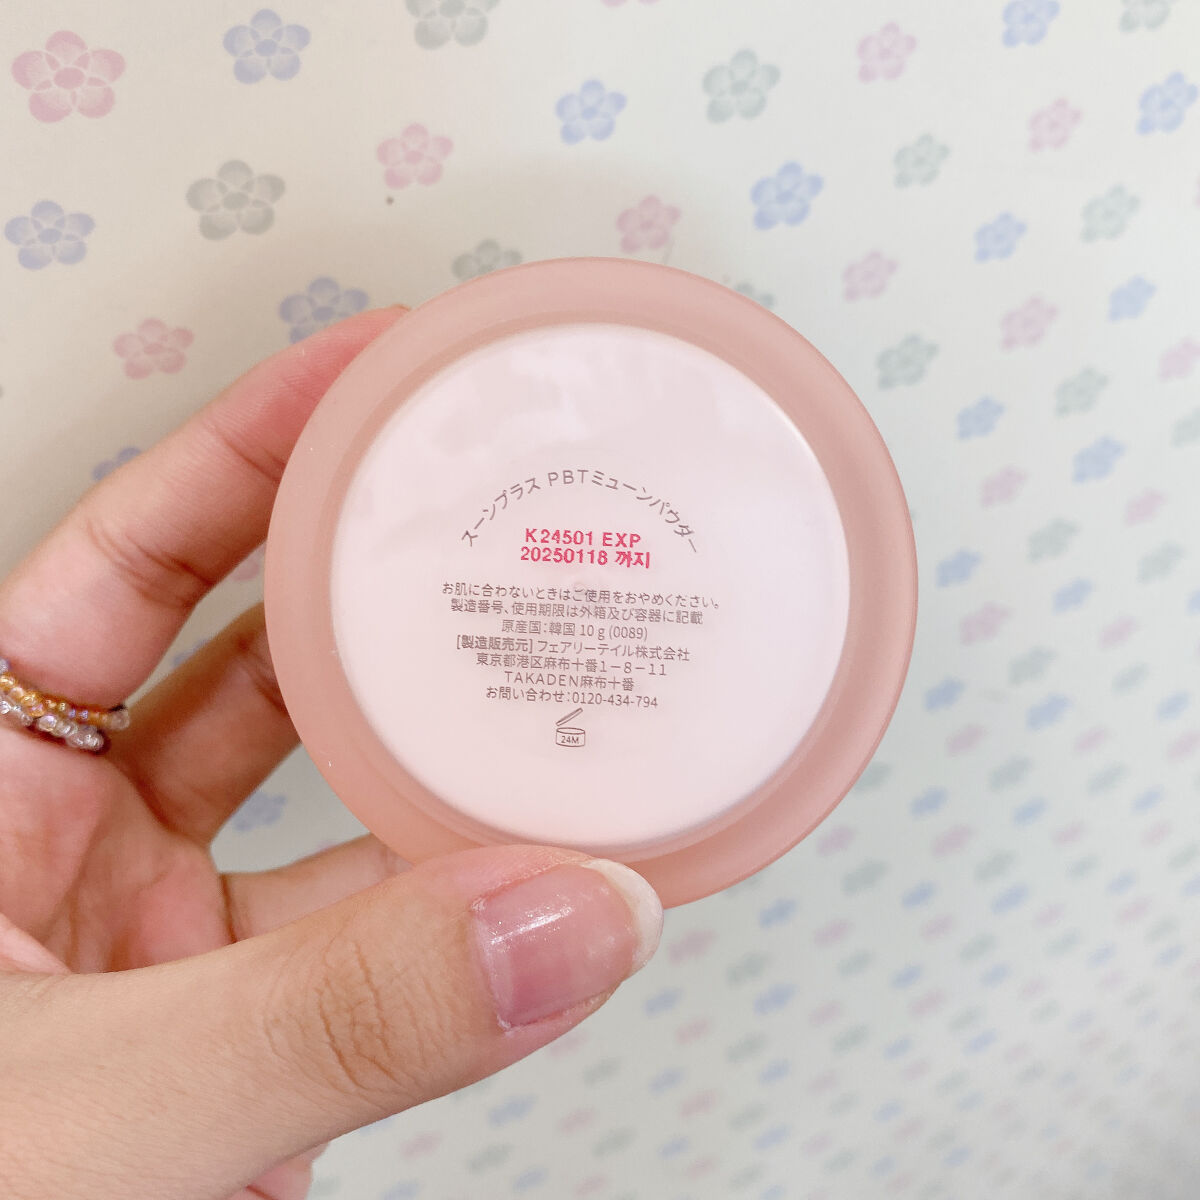 スーンプラス PBTミューンパウダー
K24501 EXP
20250118 까지
お肌に合わないときはご使用をおやめください。
製造番号、使用期限は外箱及び容器に記載
原産国：韓国 10 g (0089)
[製造販売元] フェアリーテイル株式会社
東京都港区麻布十番1－8－11
TAKADEN麻布十番
お問い合わせ：0120-434-794
24M